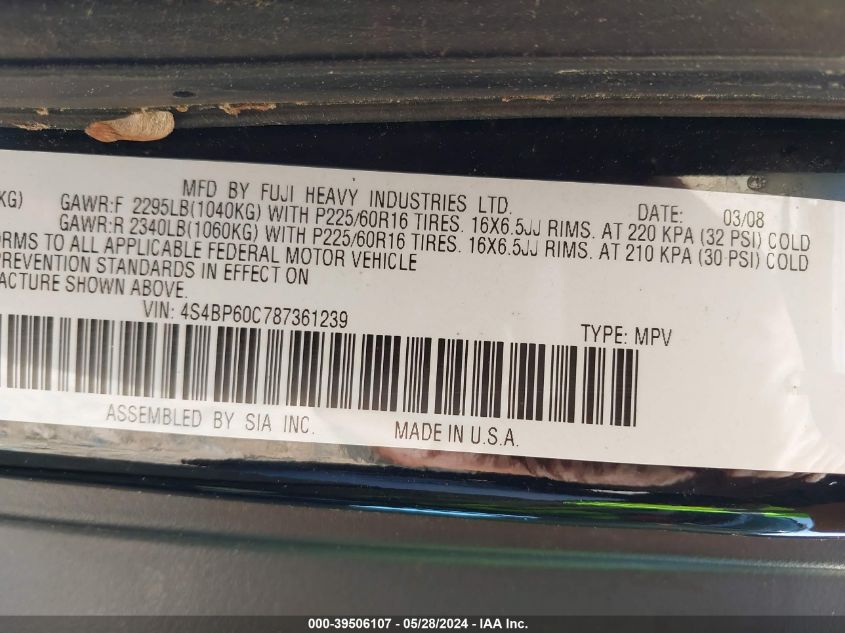 MFD BY FUJI HEAVY INDUSTRIES LTD. DATE: 03/08
KG) GAWR:F 2295LB(1040KG) WITH P225/60R16 TIRES. 16X6.5JJ RIMS. AT 220 KPA (32 PSI) COLD
GAWR:R 2340LB(1060KG) WITH P225/60R16 TIRES. 16X6.5JJ RIMS. AT 210 KPA (30 PSI) COLD
ORMS TO ALL APPLICABLE FEDERAL MOTOR VEHICLE
PREVENTION STANDARDS IN EFFECT ON
ACTURE SHOWN ABOVE.
VIN: 4S4BP60C787361239 TYPE: MPV
ASSEMBLED BY SIA INC. MADE IN U.S.A.
000-39506107 - 05/28/2024 - IAA Inc.